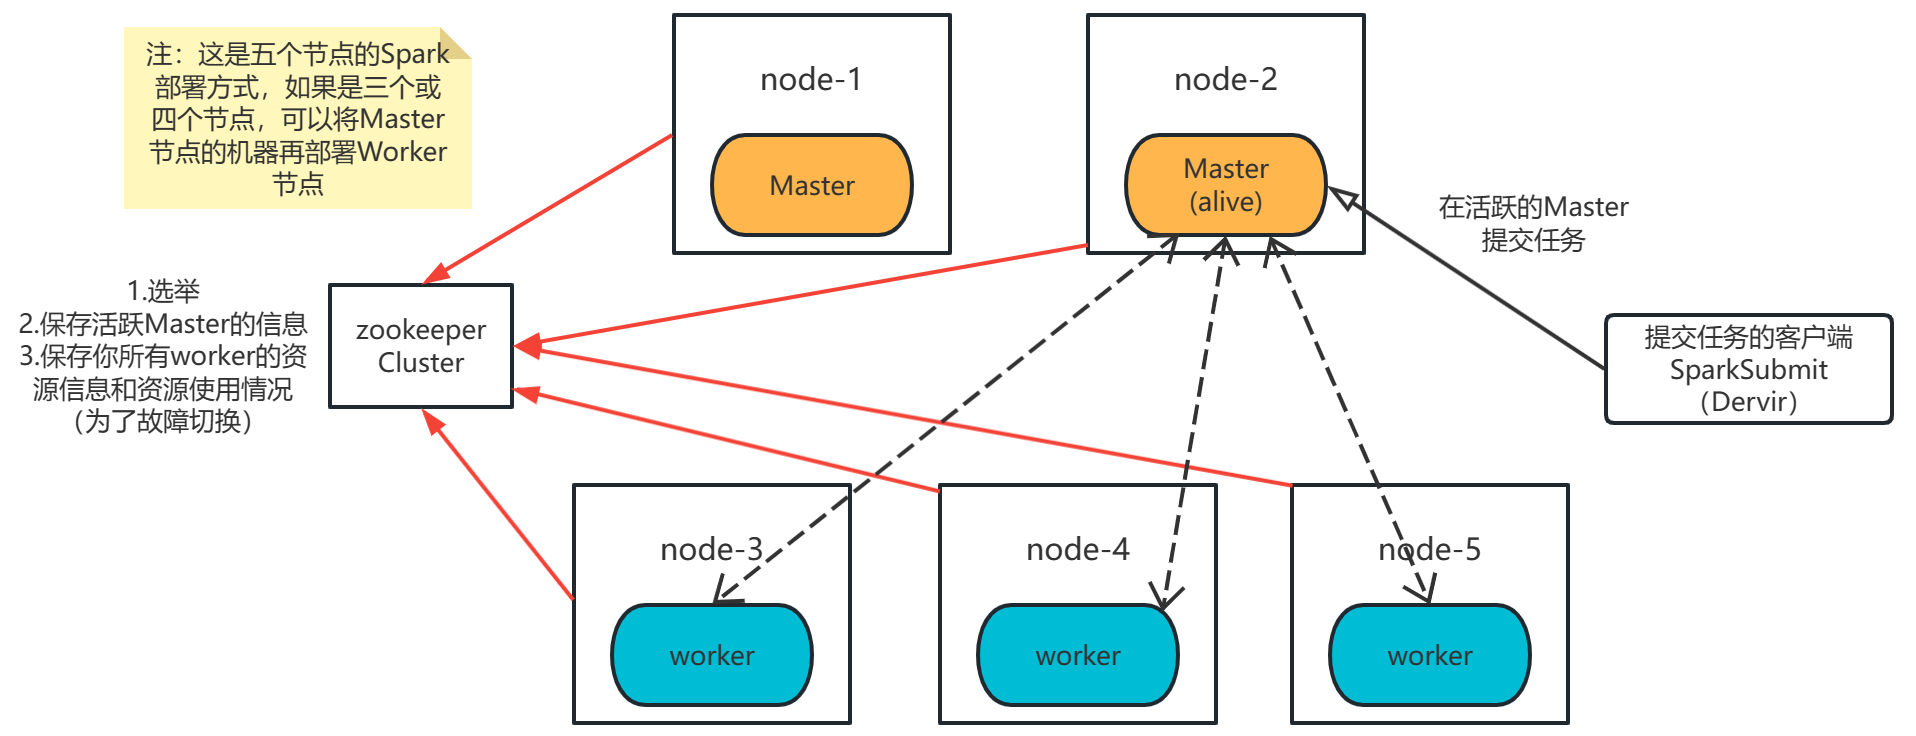 注：这是五个节点的Spark
部署方式，如果是三个或
四个节点，可以将Master
节点的机器再部署Worker
节点
node-1
Master
node-2
Master
(alive)
在活跃的Master
提交任务
1.选举
2.保存活跃Master的信息
3.保存你所有worker的资
源信息和资源使用情况
（为了故障切换）
zookeeper
Cluster
提交任务的客户端
SparkSubmit
（Dervir）
node-3
worker
node-4
worker
node-5
worker